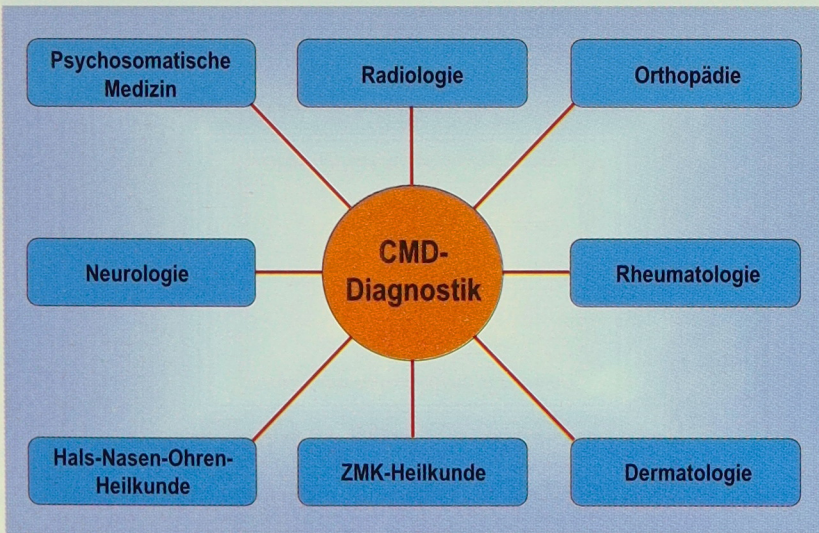 Psychosomatische
Medizin
Radiologie
Orthopädie
CMD-
Diagnostik
Neurologie
Rheumatologie
Hals-Nasen-Ohren-
Heilkunde
ZMK-Heilkunde
Dermatologie